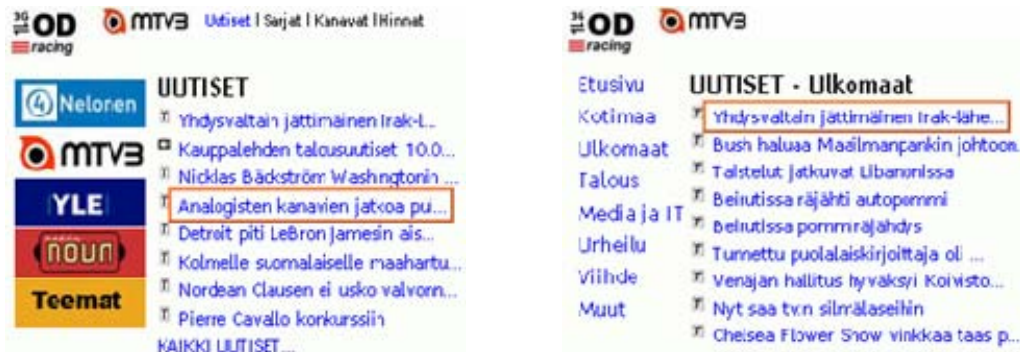 3G OD racing
MTV3
Uutiset | Sarjat | Kanavat | Hinnat
4 Nelonen
MTV3
YLE
Teemat
UUTISET
Yhdysvaltain jättimäinen Irak-l...
Kauppalehden talousuutiset 10.0...
Nicklas Bäckström Washingtonin ...
Analogisten kanavien jatkoa pu...
Detroit piti LeBron Jamesin ais...
Kolmelle suomalaiselle maahartu...
Nordean Clausen ei usko valvonn...
Pierre Cavallo konkurssiin
KAIKKI UUTISET...
3G OD racing
MTV3
Etusivu
Kotimaa
Ulkomaat
Talous
Media ja IT
Urheilu
Viihde
Muut
UUTISET - Ulkomaat
Yhdysvaltain jättimäinen Irak-lähe...
Bush haluaa Maailmanpankin johtoon
Taistelut jatkuvat Libanonissa
Beirutissa räjähti autopommi
Beirutissa pommiräjähdys
Tunnettu puolalaiskirjoittaja oli ...
Venäjän hallitus hyväksyi Koivisto...
Nyt saa tv:n silmälaseihin
Chelsea Flower Show vinkkaa taas p...